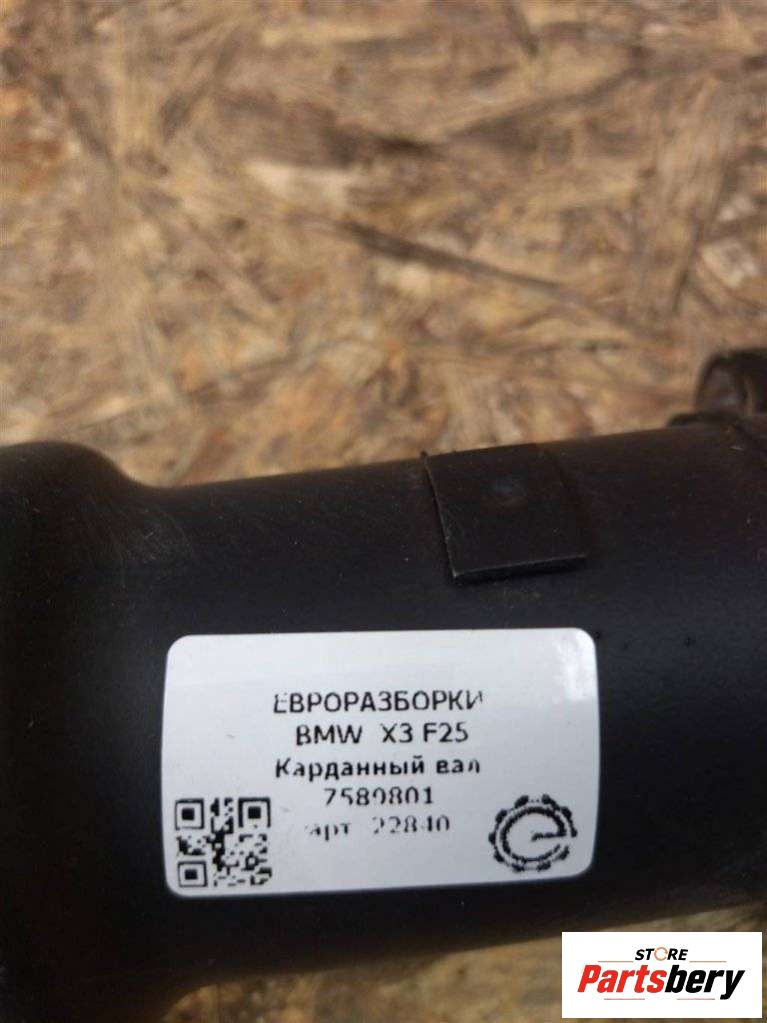 ЕВРОРАЗБОРКИ
BMW X3 F25
Карданный вал
7589801
арт. 22840
STORE
Partsbery